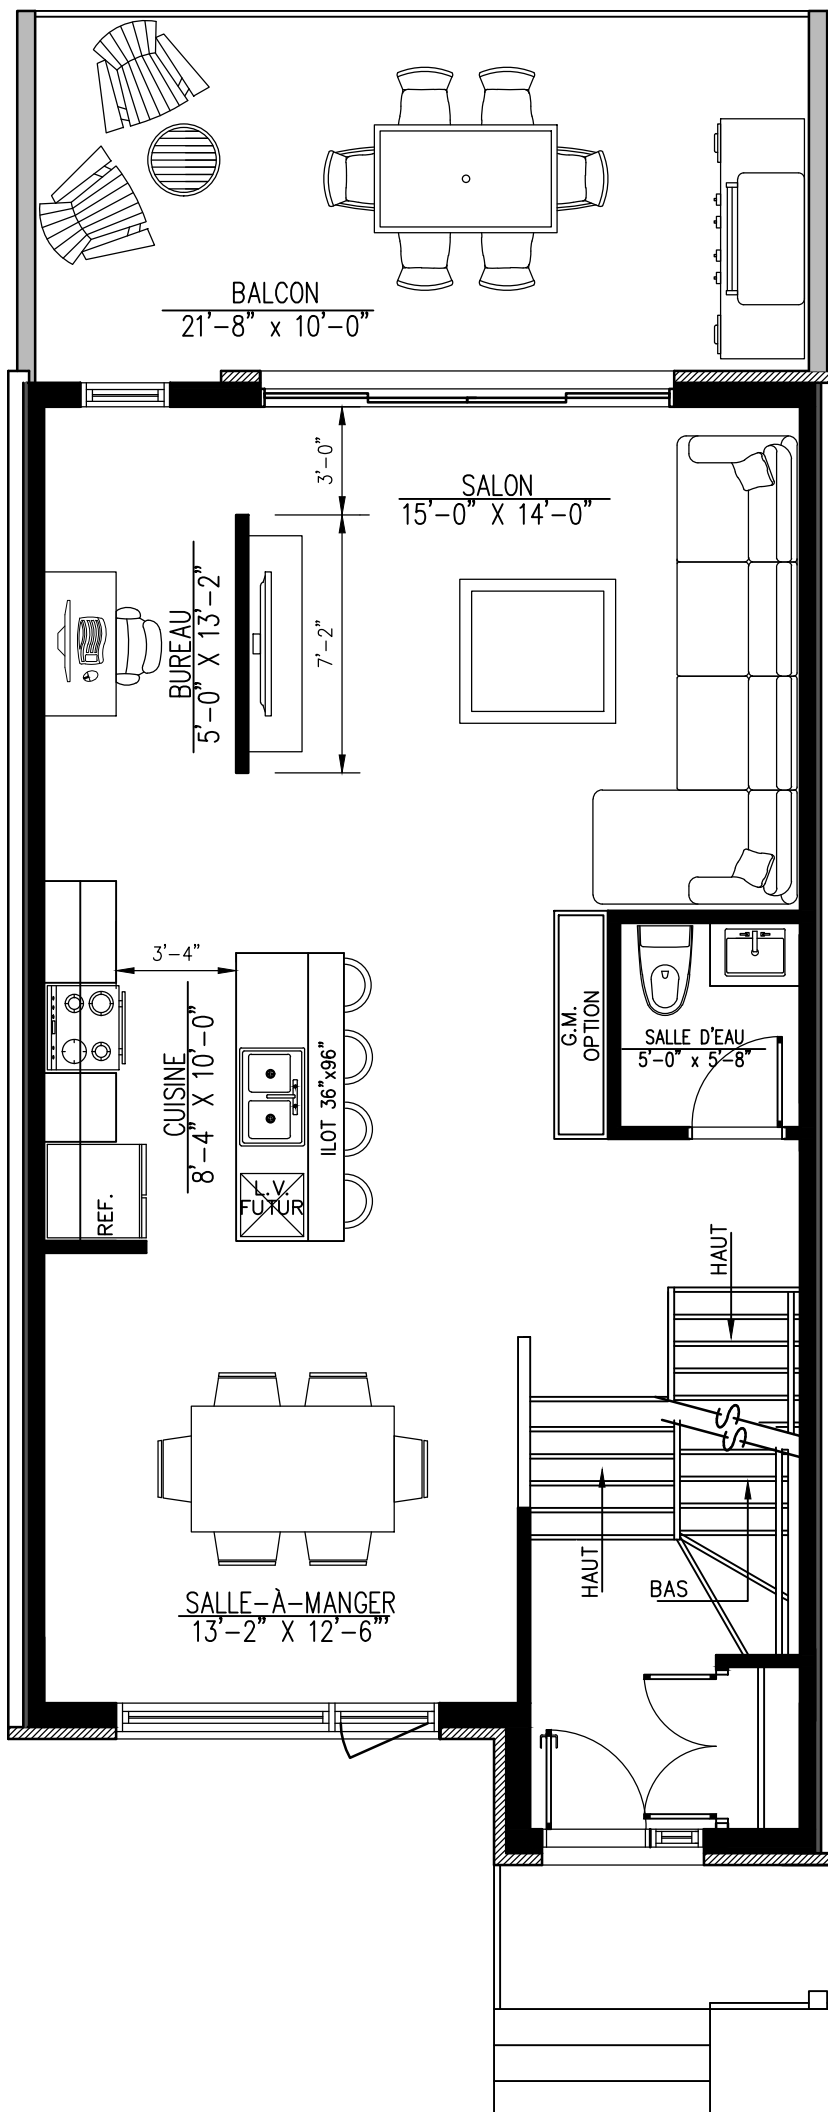 BALCON
21'-8" x 10'-0"
3'-0"
SALON
15'-0" X 14'-0"
BUREAU
5'-0" X 13'-2"
7'-2"
3'-4"
CUISINE
8'-4" X 10'-0"
ILOT 36"x96"
L.V.
FUTUR
REF.
G.M.
OPTION
SALLE D'EAU
5'-0" x 5'-8"
HAUT
HAUT
BAS
SALLE-À-MANGER
13'-2" X 12'-6"'